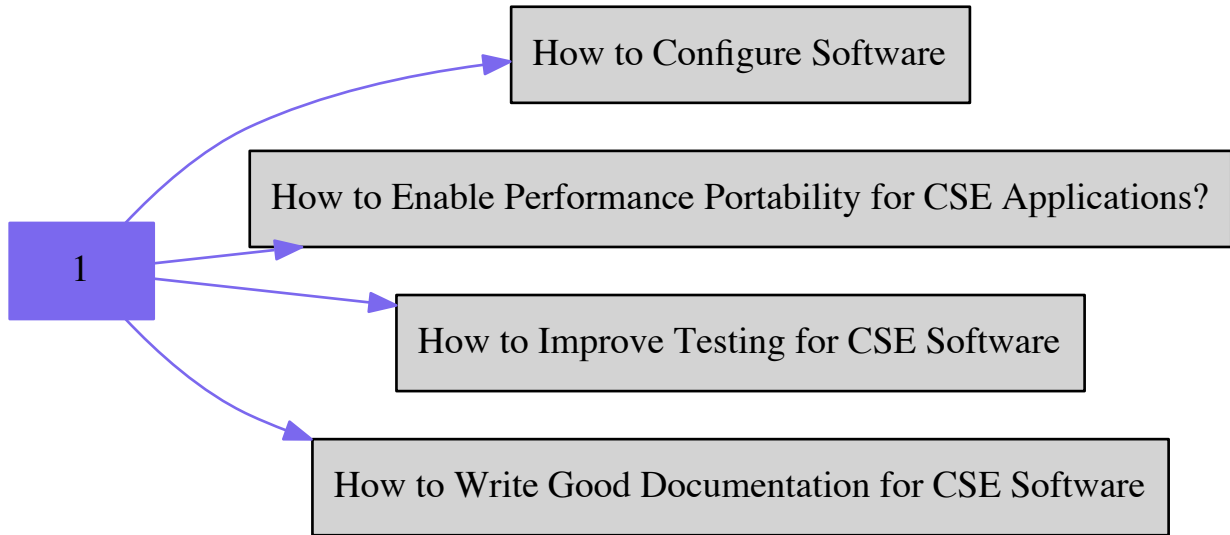 How to Configure Software
How to Enable Performance Portability for CSE Applications?
1
How to Improve Testing for CSE Software
How to Write Good Documentation for CSE Software